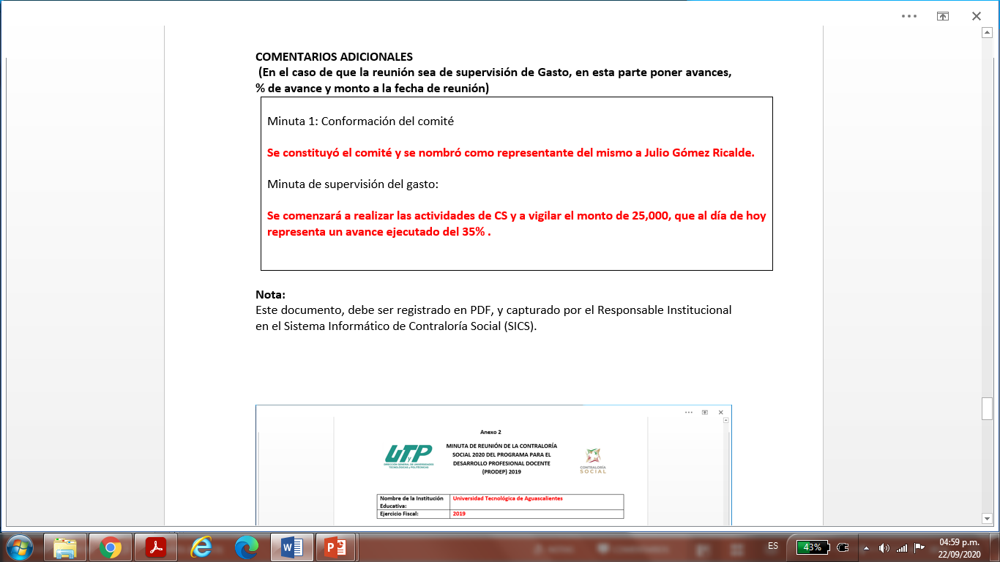 COMENTARIOS ADICIONALES
(En el caso de que la reunión sea de supervisión de Gasto, en esta parte poner avances,
% de avance y monto a la fecha de reunión)
Minuta 1: Conformación del comité
Se constituyó el comité y se nombró como representante del mismo a Julio Gómez Ricalde.
Minuta de supervisión del gasto:
Se comenzará a realizar las actividades de CS y a vigilar el monto de 25,000, que al día de hoy
representa un avance ejecutado del 35% .
Nota:
Este documento, debe ser registrado en PDF, y capturado por el Responsable Institucional
en el Sistema Informático de Contraloría Social (SICS).
Anexo 2
UTyP
DIRECCIÓN GENERAL DE UNIVERSIDADES
TECNOLÓGICAS Y POLITÉCNICAS
MINUTA DE REUNIÓN DE LA CONTRALORÍA
SOCIAL 2020 DEL PROGRAMA PARA EL
DESARROLLO PROFESIONAL DOCENTE
(PRODEP) 2019
CONTRALORÍA
SOCIAL
Nombre de la Institución
Educativa:
Universidad Tecnológica de Aguascalientes
Ejercicio Fiscal:
2019
ES
43%
04:59 p.m.
22/09/2020